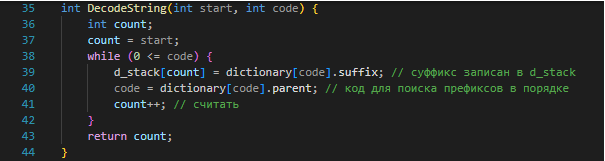 35 int DecodeString(int start, int code) {
36     int count;
37     count = start;
38     while (0 <= code) {
39         d_stack[count] = dictionary[code].suffix; // суффикс записан в d_stack
40         code = dictionary[code].parent; // код для поиска префиксов в порядке
41         count++; // считать
42     }
43     return count;
44 }